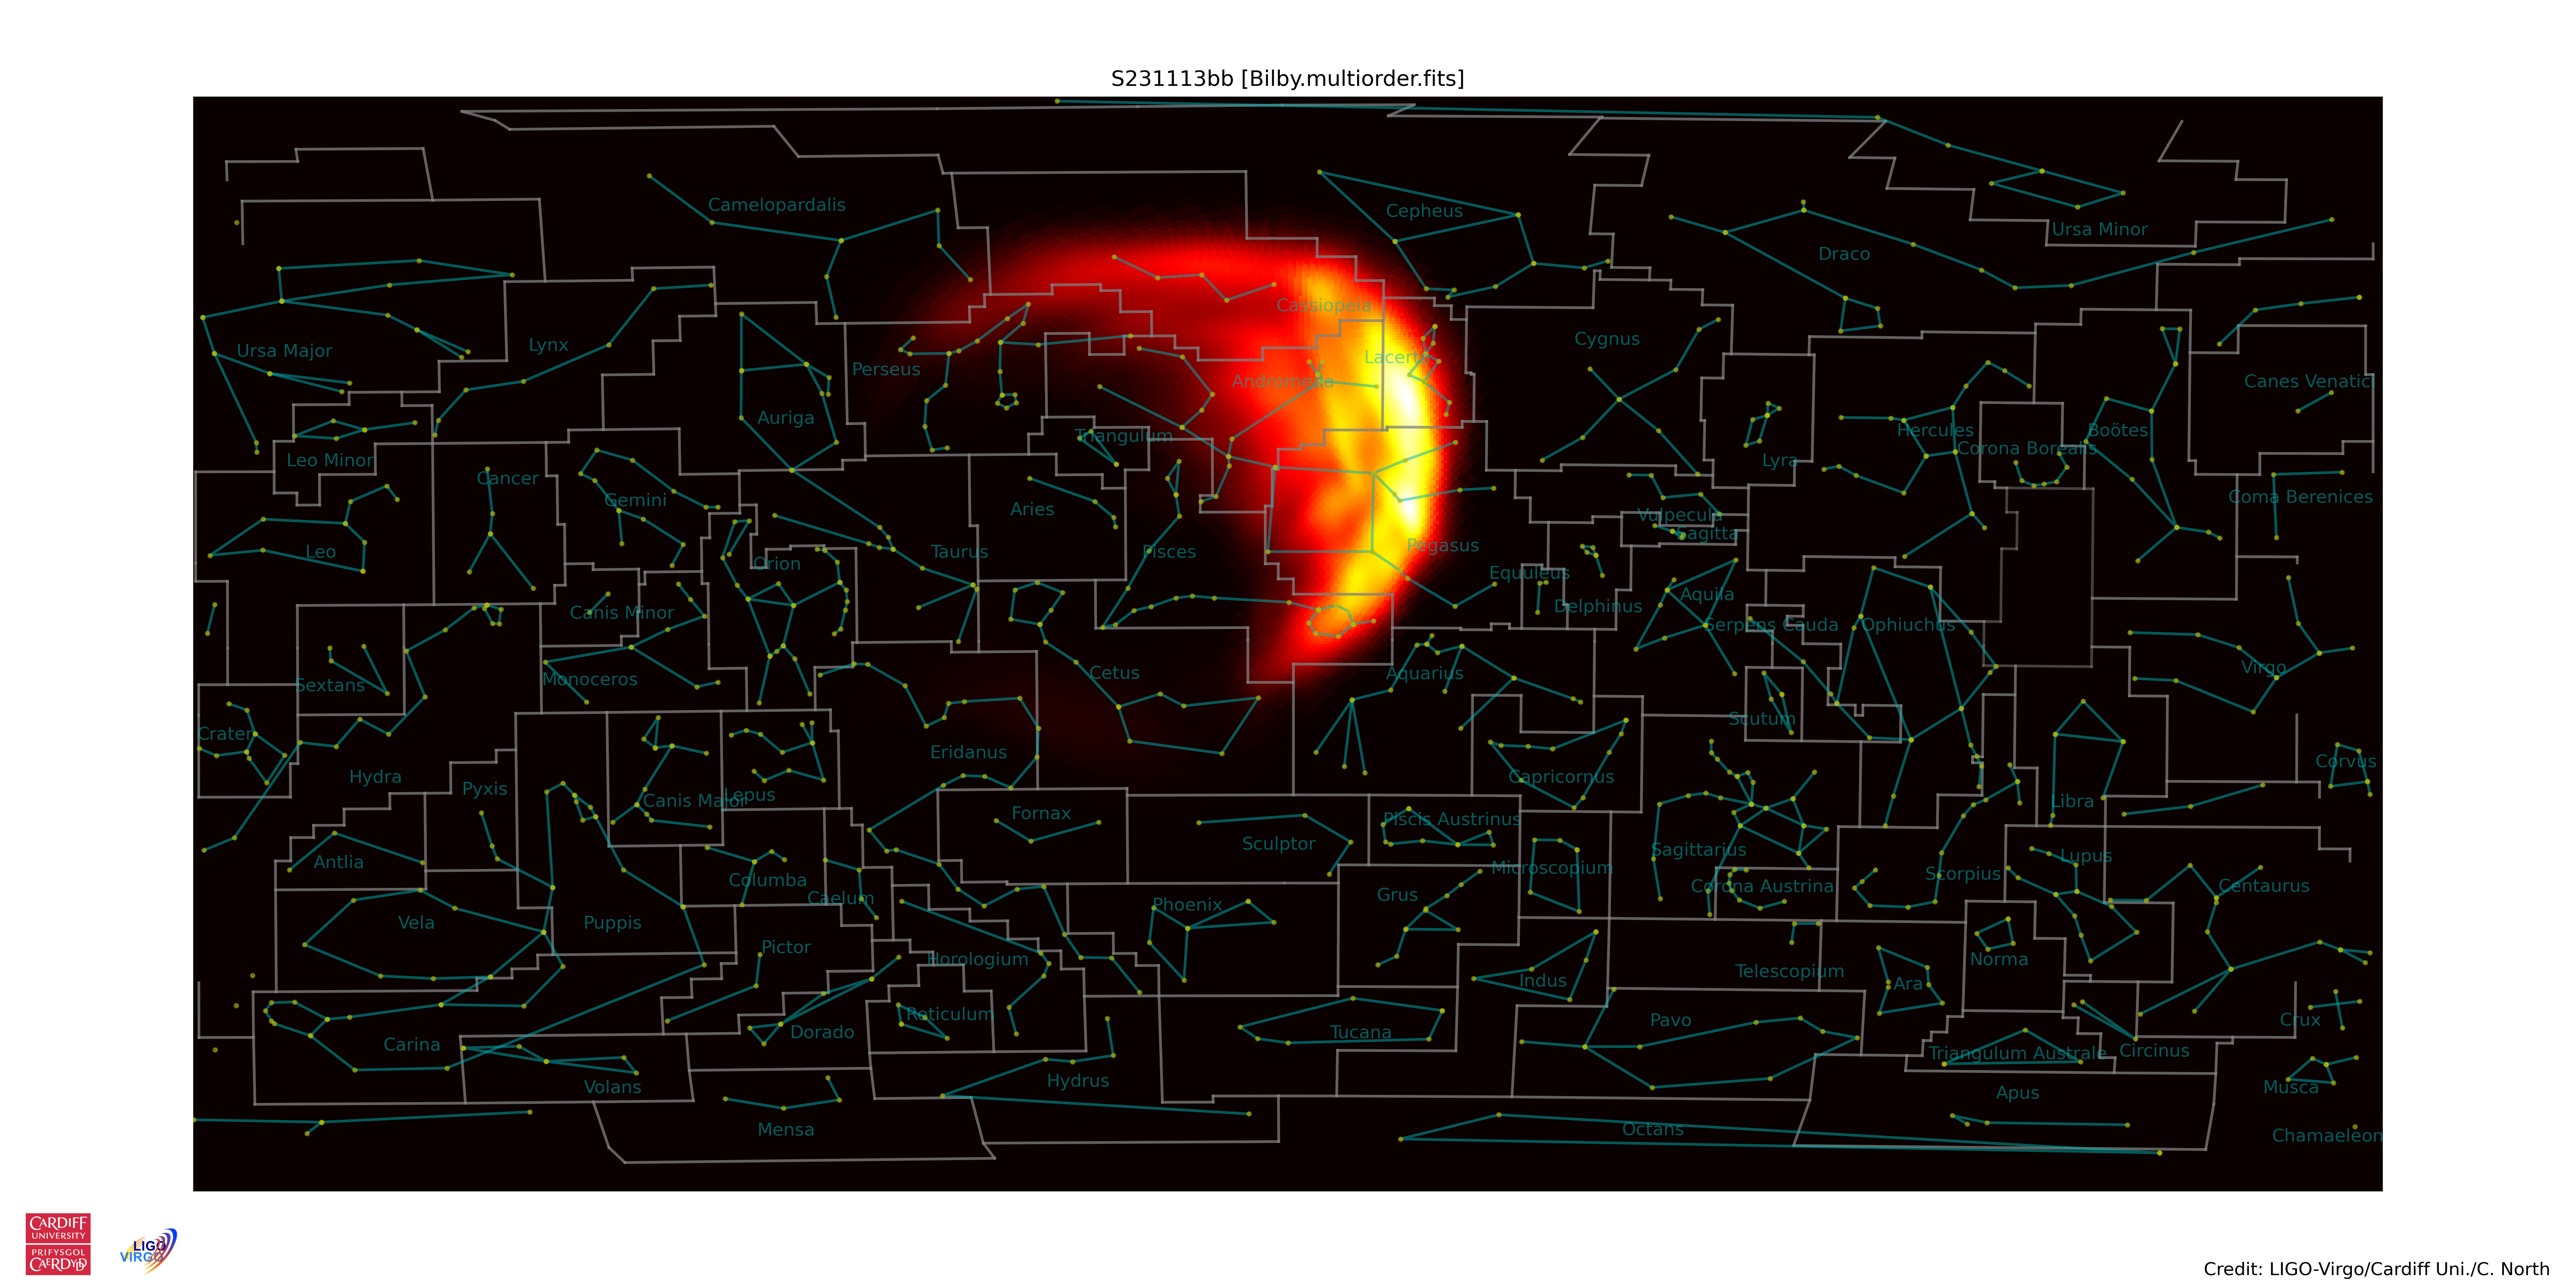 S231113bb [Bilby.multiorder.fits]
Camelopardalis
Cepheus
Ursa Minor
Draco
Cassiopeia
Cygnus
Lynx
Ursa Major
Lacerta
Perseus
Andromeda
Canes Venatici
Auriga
Triangulum
Hercules
Boötes
Corona Borealis
Leo Minor
Lyra
Cancer
Gemini
Coma Berenices
Aries
Vulpecula
Sagitta
Pegasus
Leo
Taurus
Pisces
Orion
Equuleus
Aquila
Delphinus
Canis Minor
Serpens Cauda
Ophiuchus
Virgo
Cetus
Aquarius
Monoceros
Sextans
Scutum
Crater
Eridanus
Corvus
Hydra
Capricornus
Pyxis
Lepus
Canis Major
Libra
Fornax
Piscis Austrinus
Sculptor
Sagittarius
Lupus
Antlia
Microscopium
Scorpius
Columba
Corona Austrina
Centaurus
Grus
Caelum
Phoenix
Vela
Puppis
Pictor
Horologium
Norma
Telescopium
Indus
Ara
Reticulum
Pavo
Crux
Dorado
Tucana
Carina
Circinus
Triangulum Australe
Hydrus
Volans
Musca
Apus
Mensa
Octans
Chamaeleon
CARDIFF
UNIVERSITY
PRIFYSGOL
CAERDYDD
LIGO
VIRGO
Credit: LIGO-Virgo/Cardiff Uni./C. North